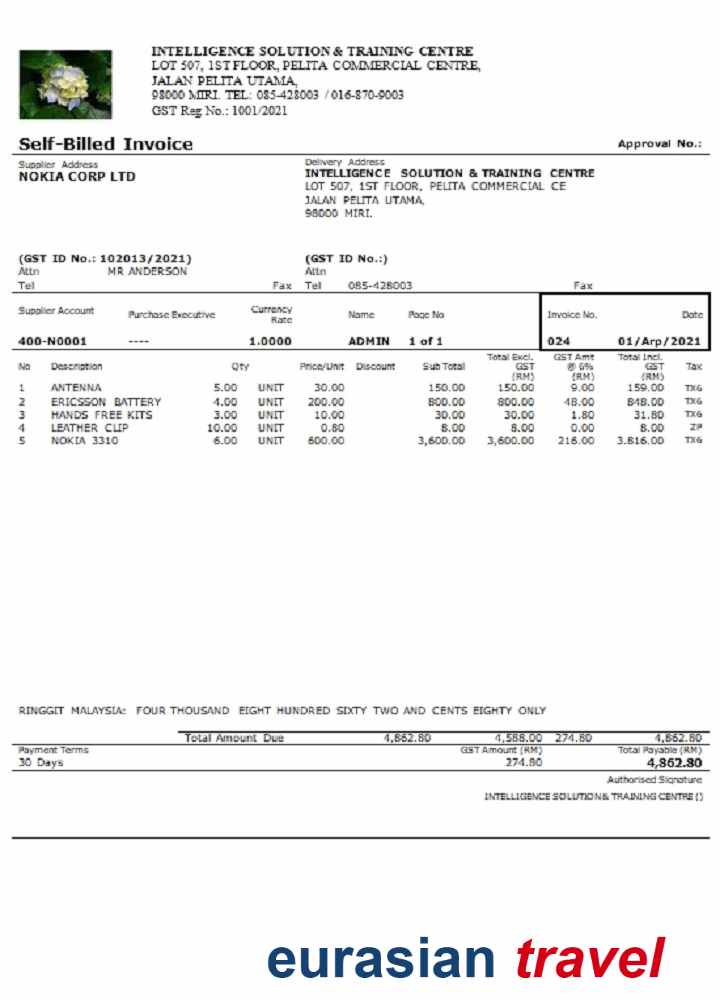 INTELLIGENCE SOLUTION & TRAINING CENTRE
LOT 507, 1ST FLOOR, PELITA COMMERCIAL CENTRE,
JALAN PELITA UTAMA,
98000 MIRI. TEL: 085-428003 / 016-870-9003
GST Reg No.: 1001/2021
Self-Billed Invoice Approval No.:
Supplier Address Delivery Address
NOKIA CORP LTD INTELLIGENCE SOLUTION & TRAINING CENTRE
LOT 507, 1ST FLOOR, PELITA COMMERCIAL CE
JALAN PELITA UTAMA,
98000 MIRI.
(GST ID No.: 102013/2021) (GST ID No.:)
Attn MR ANDERSON Attn
Tel Fax Tel 085-428003 Fax
Supplier Account Purchase Executive Currency Rate Name Page No Invoice No. Date
400-N0001 ---- 1.0000 ADMIN 1 of 1 024 01/Arp/2021
No Description Qty Price/Unit Discount Sub Total Total Excl. GST (RM) GST Amt @ 6% (RM) Total Incl. GST (RM) Tax
1 ANTENNA 5.00 UNIT 30.00 150.00 150.00 9.00 159.00 TX6
2 ERICSSON BATTERY 4.00 UNIT 200.00 800.00 800.00 48.00 848.00 TX6
3 HANDS FREE KITS 3.00 UNIT 10.00 30.00 30.00 1.80 31.80 TX6
4 LEATHER CLIP 10.00 UNIT 0.80 8.00 8.00 0.00 8.00 ZP
5 NOKIA 3310 6.00 UNIT 600.00 3,600.00 3,600.00 216.00 3.816.00 TX6
RINGGIT MALAYSIA: FOUR THOUSAND EIGHT HUNDRED SIXTY TWO AND CENTS EIGHTY ONLY
Total Amount Due 4,862.80 4,588.00 274.80 4,862.80
Payment Terms GST Amount (RM) Total Payable (RM)
30 Days 274.80 4,862.80
Authorised Signature
INTELLIGENCE SOLUTION & TRAINING CENTRE ()
eurasian travel